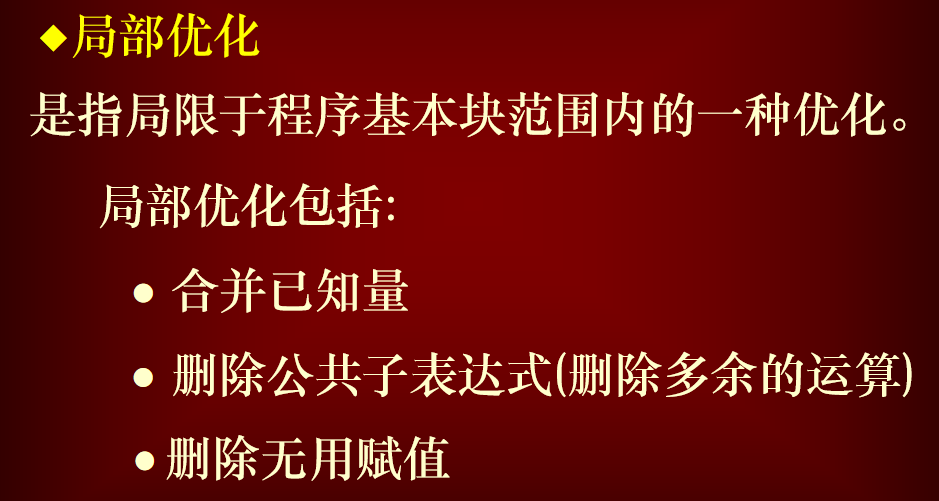 ◆局部优化
是指局限于程序基本块范围内的一种优化。
局部优化包括:
● 合并已知量
● 删除公共子表达式(删除多余的运算)
● 删除无用赋值